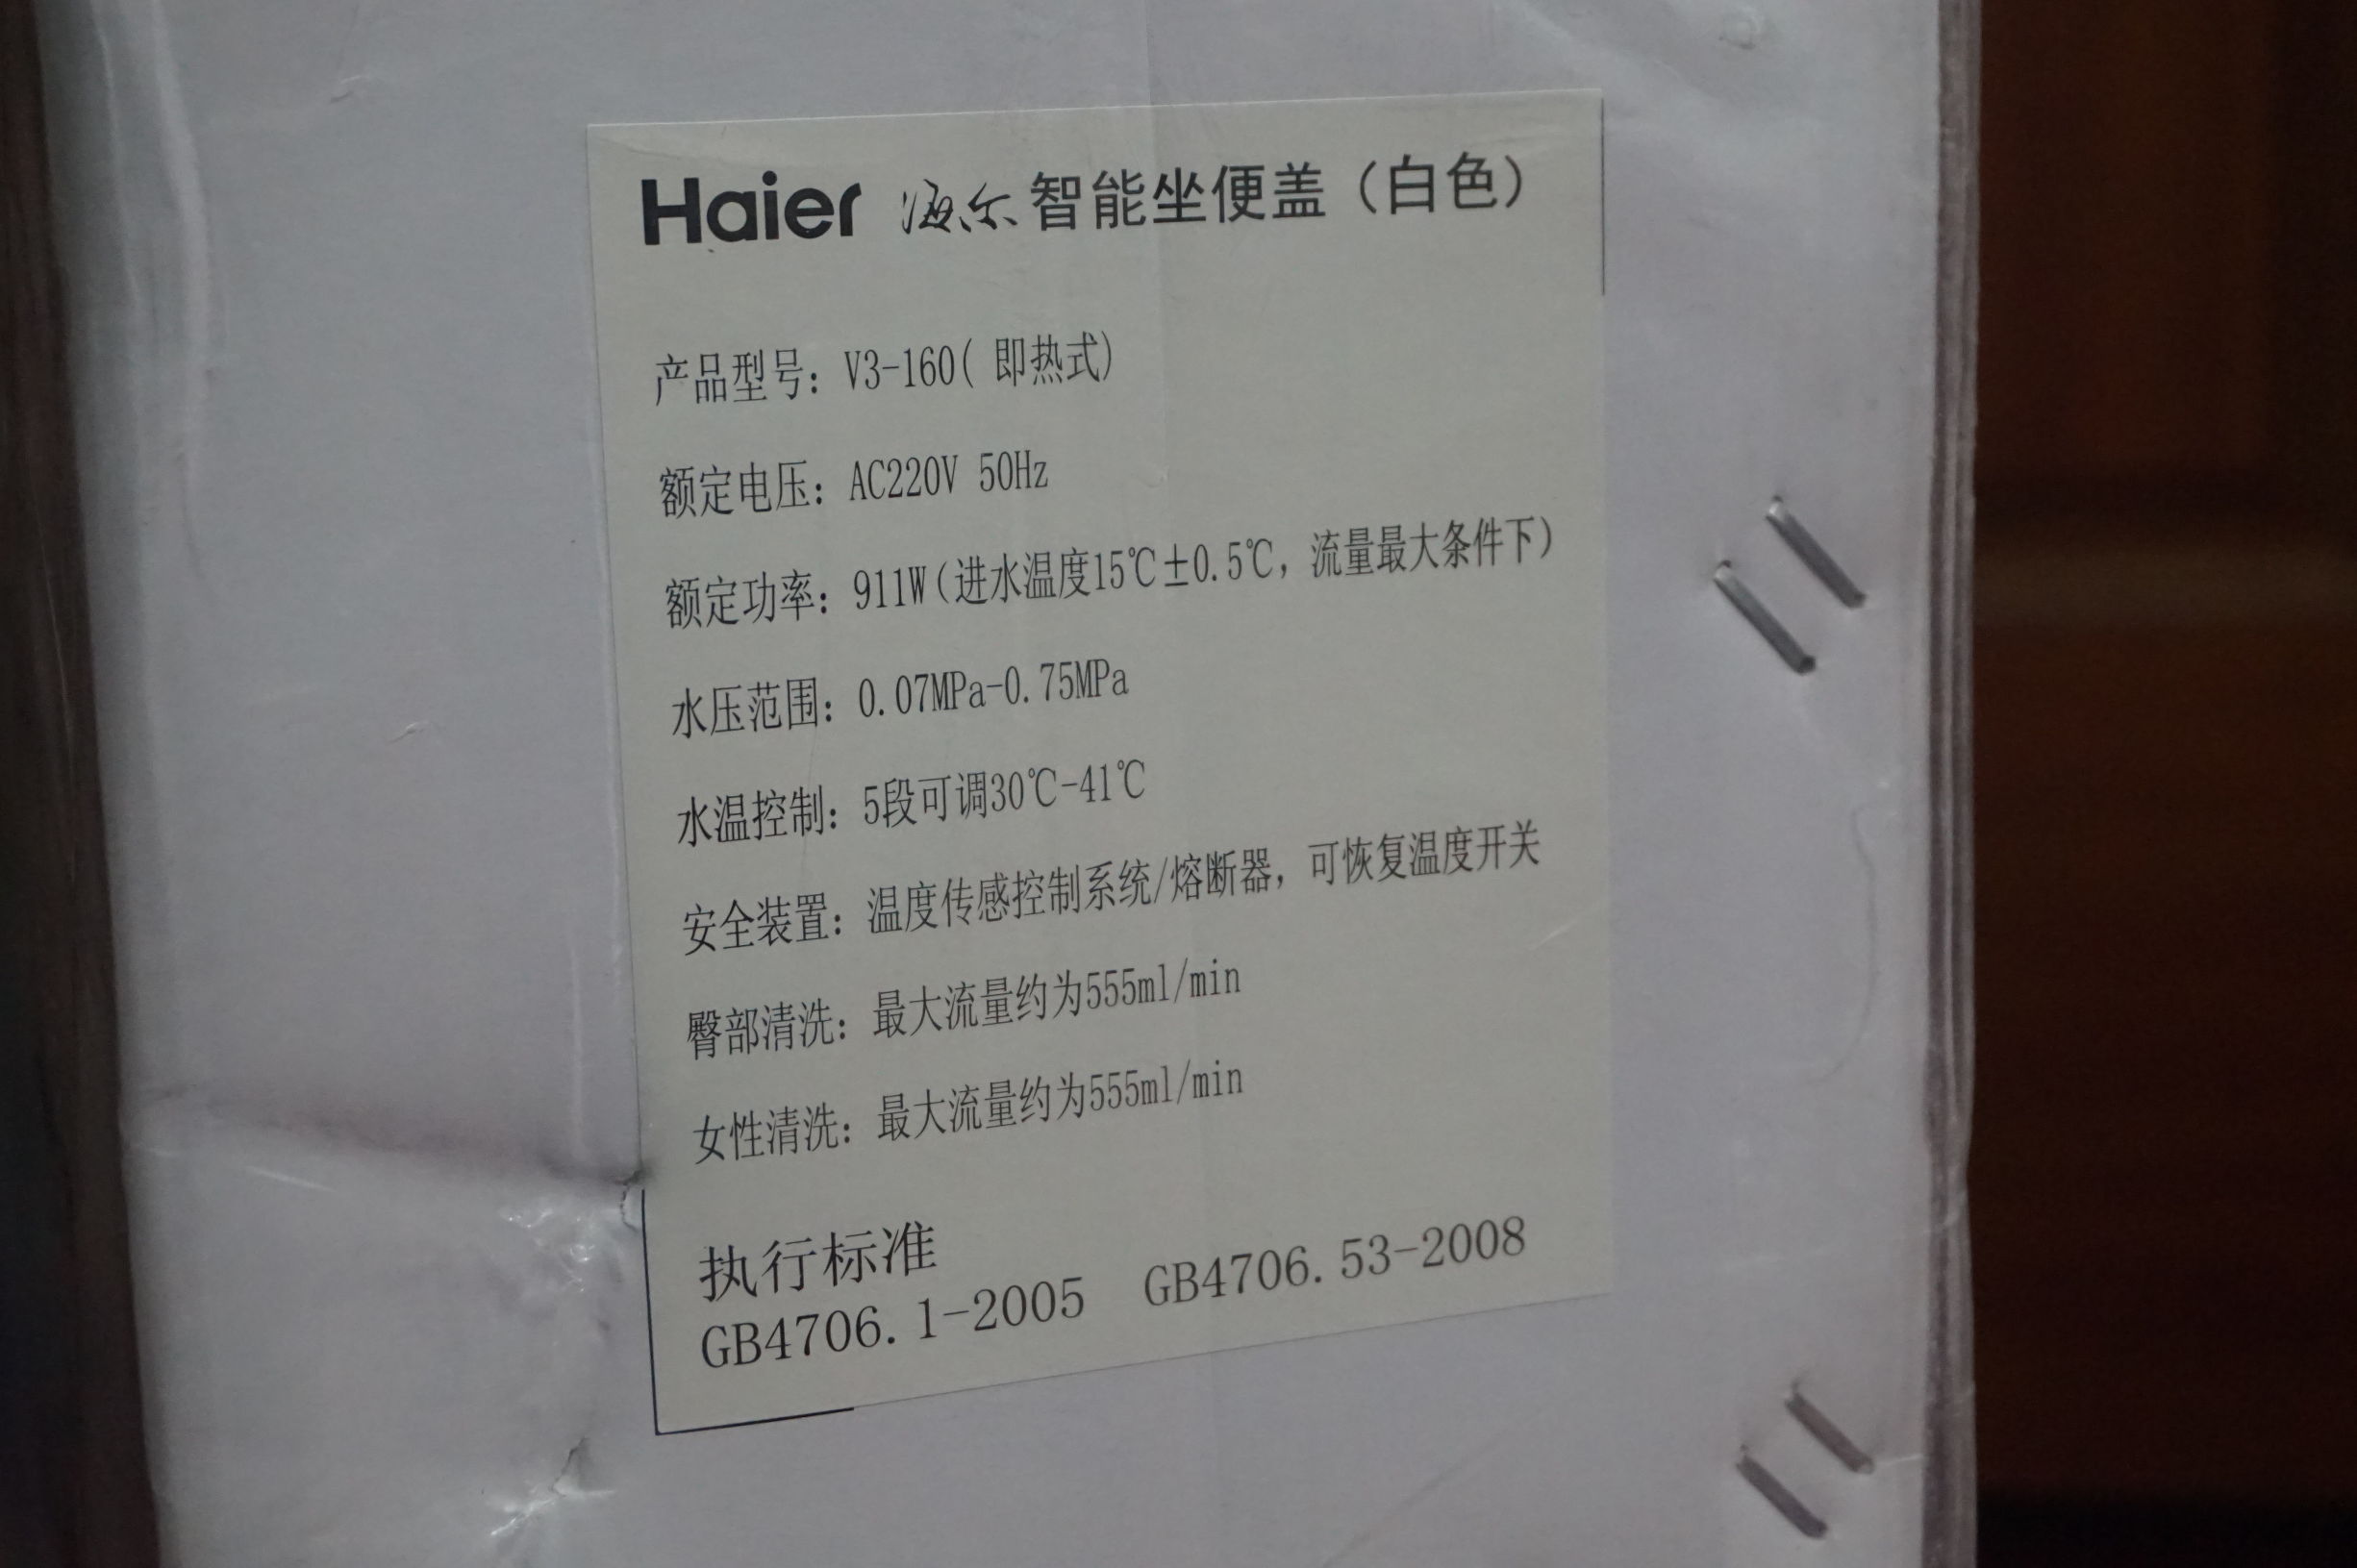 Haier 海尔智能坐便盖（白色）
产品型号：V3-160( 即热式)
额定电压：AC220V 50Hz
额定功率：911W(进水温度15℃±0.5℃，流量最大条件下)
水压范围：0.07MPa-0.75MPa
水温控制：5段可调30℃-41℃
安全装置：温度传感控制系统/熔断器，可恢复温度开关
臀部清洗：最大流量约为555ml/min
女性清洗：最大流量约为555ml/min
执行标准
GB4706.1-2005 GB4706.53-2008